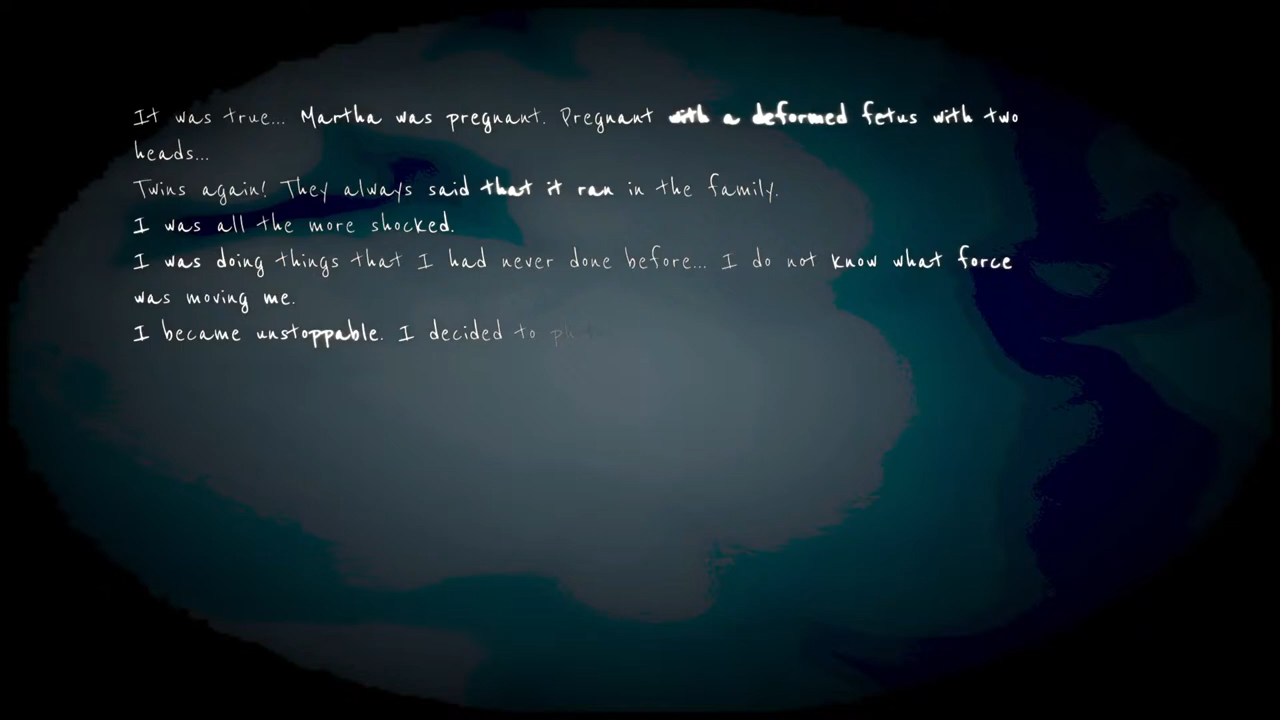 It was true... Martha was pregnant. Pregnant with a deformed fetus with two
heads...
Twins again! They always said that it ran in the family.
I was all the more shocked.
I was doing things that I had never done before... I do not know what force
was moving me.
I became unstoppable. I decided to